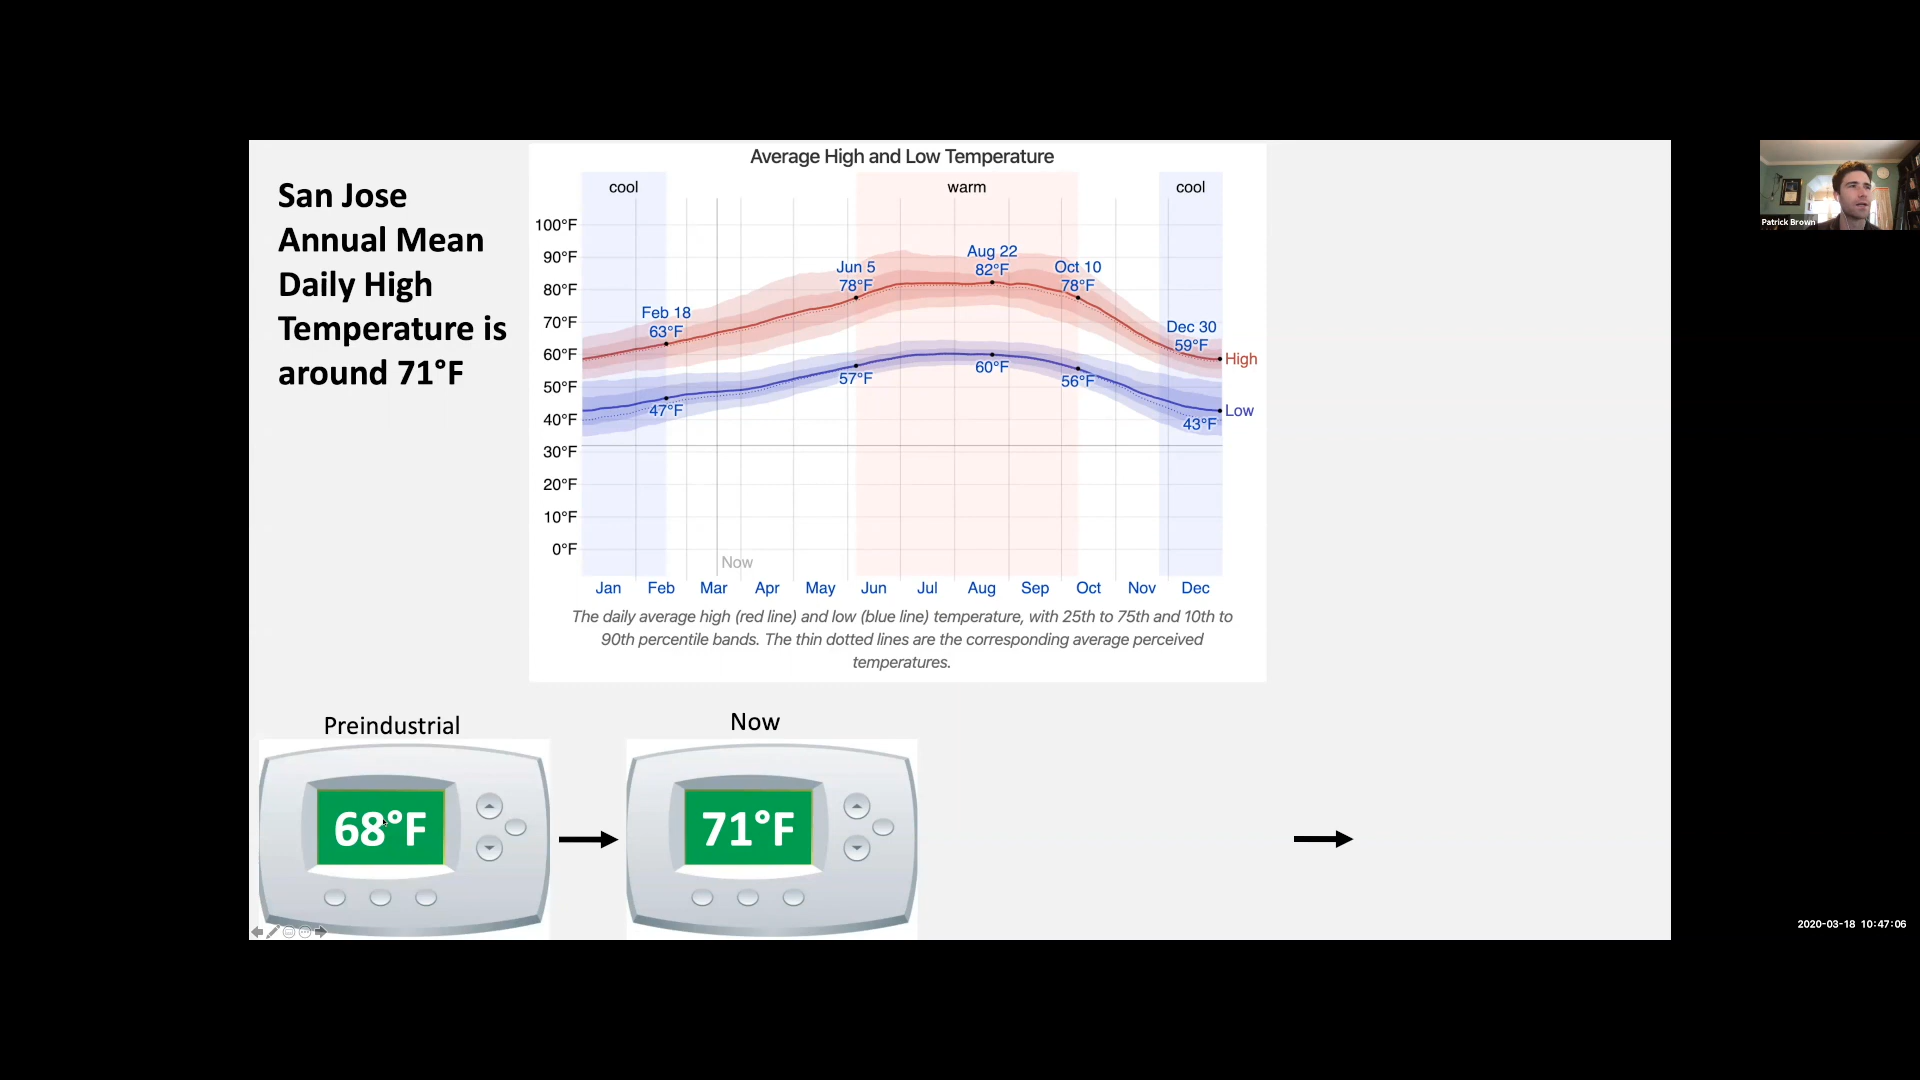 San Jose
Annual Mean
Daily High
Temperature is
around 71°F
Average High and Low Temperature
cool
warm
cool
100°F
90°F
80°F
70°F
60°F
50°F
40°F
30°F
20°F
10°F
0°F
Feb 18
63°F
Jun 5
78°F
Aug 22
82°F
Oct 10
78°F
Dec 30
59°F
High
47°F
57°F
60°F
56°F
43°F
Low
Now
Jan Feb Mar Apr May Jun Jul Aug Sep Oct Nov Dec
The daily average high (red line) and low (blue line) temperature, with 25th to 75th and 10th to
90th percentile bands. The thin dotted lines are the corresponding average perceived
temperatures.
Preindustrial
Now
68°F
71°F
Patrick Brown
2020-03-18 10:47:06